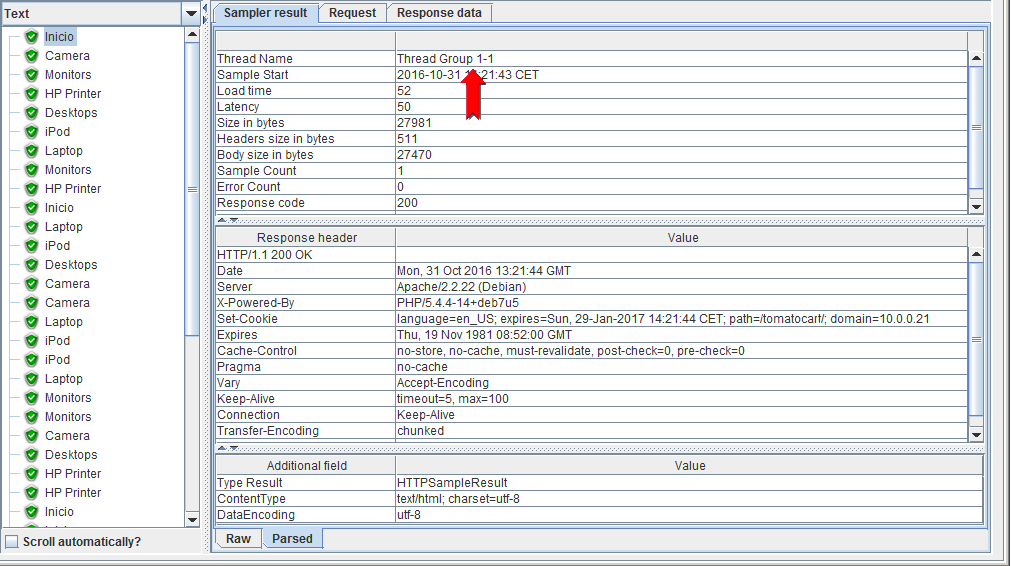 Text
Inicio
Camera
Monitors
HP Printer
Desktops
iPod
Laptop
Monitors
HP Printer
Inicio
Laptop
iPod
Desktops
Camera
Camera
Laptop
iPod
iPod
Laptop
Monitors
Monitors
Camera
Desktops
HP Printer
HP Printer
Inicio
Scroll automatically?
Sampler result Request Response data
Thread Name Thread Group 1-1
Sample Start 2016-10-31 :21:43 CET
Load time 52
Latency 50
Size in bytes 27981
Headers size in bytes 511
Body size in bytes 27470
Sample Count 1
Error Count 0
Response code 200
Response header Value
HTTP/1.1 200 OK
Date Mon, 31 Oct 2016 13:21:44 GMT
Server Apache/2.2.22 (Debian)
X-Powered-By PHP/5.4.4-14+deb7u5
Set-Cookie language=en_US; expires=Sun, 29-Jan-2017 14:21:44 CET; path=/tomatocart/; domain=10.0.0.21
Expires Thu, 19 Nov 1981 08:52:00 GMT
Cache-Control no-store, no-cache, must-revalidate, post-check=0, pre-check=0
Pragma no-cache
Vary Accept-Encoding
Keep-Alive timeout=5, max=100
Connection Keep-Alive
Transfer-Encoding chunked
Additional field Value
Type Result HTTPSampleResult
ContentType text/html; charset=utf-8
DataEncoding utf-8
Raw Parsed